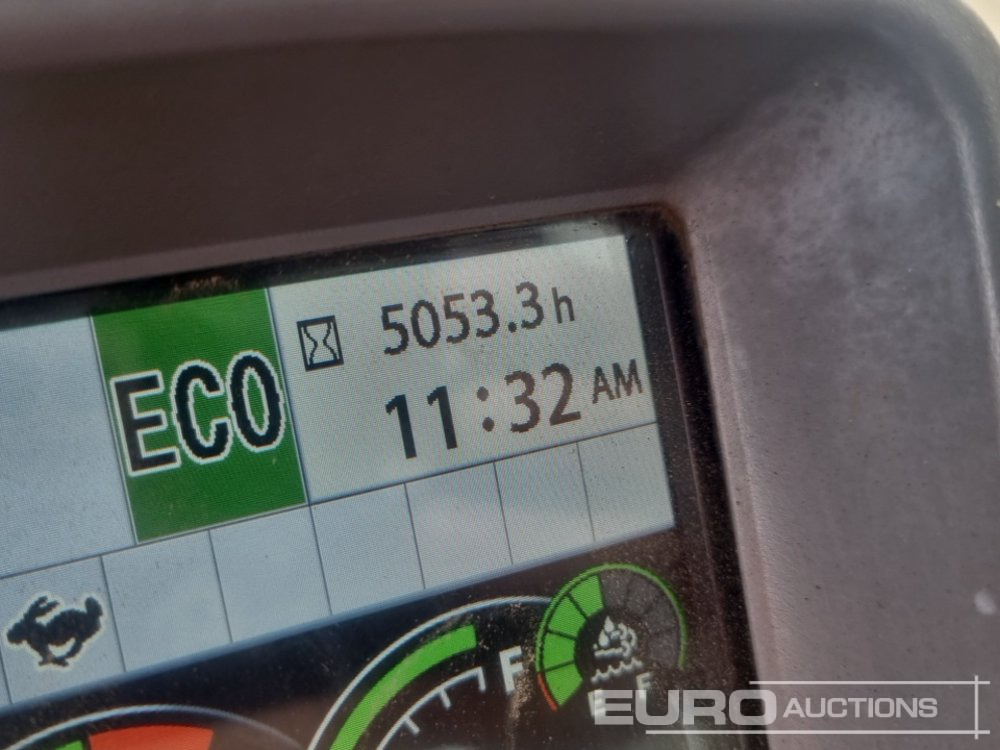 ECO
5053.3 h
11:32 AM
F
E F
EURO AUCTIONS